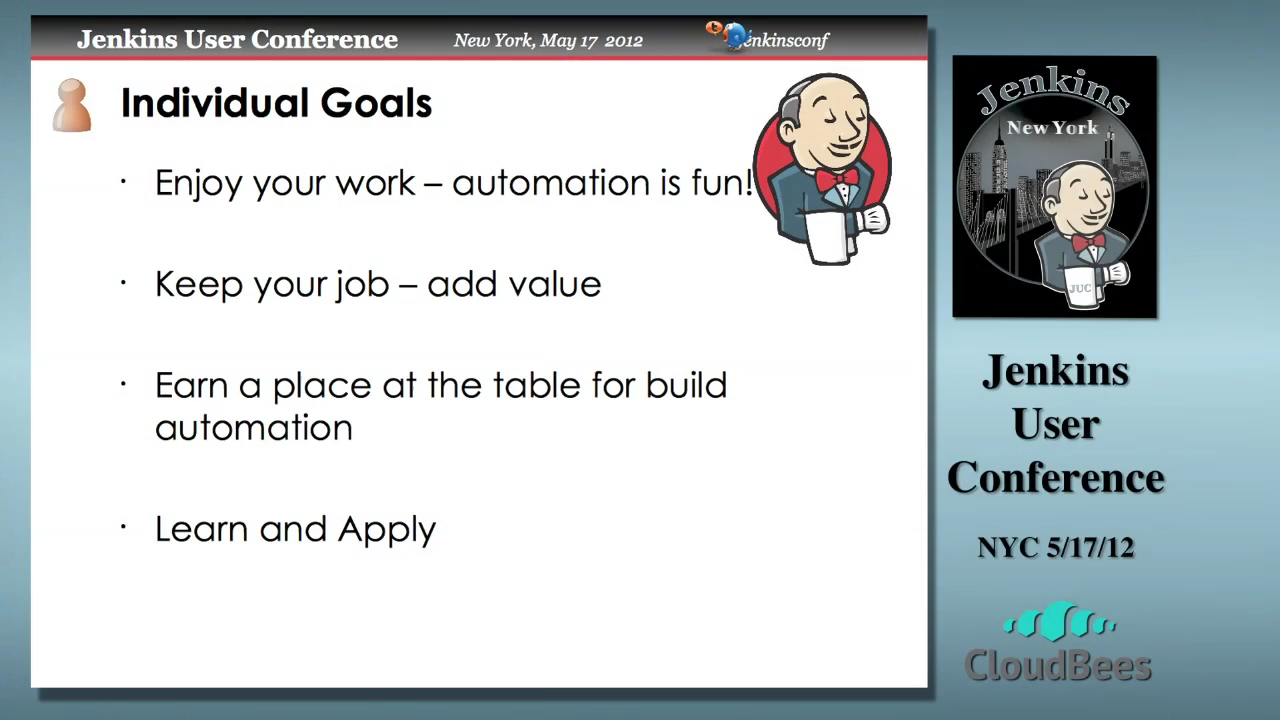 Jenkins User Conference
New York, May 17 2012
enkinsconf
Individual Goals
• Enjoy your work – automation is fun!
• Keep your job – add value
• Earn a place at the table for build
automation
• Learn and Apply
Jenkins
New York
JUC
Jenkins
User
Conference
NYC 5/17/12
CloudBees